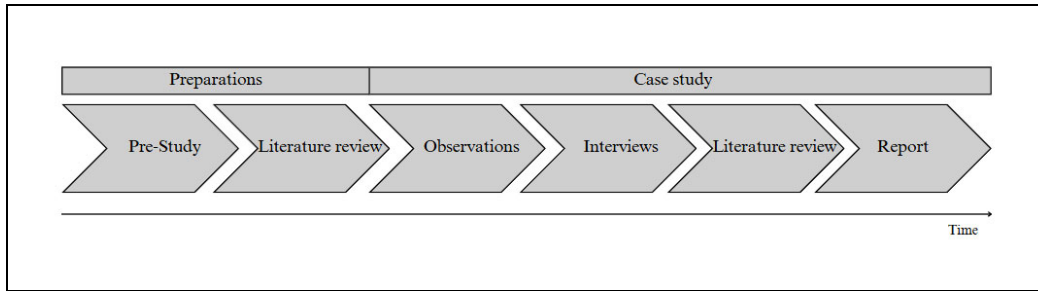 Preparations
Case study
Pre-Study
Literature review
Observations
Interviews
Literature review
Report
Time